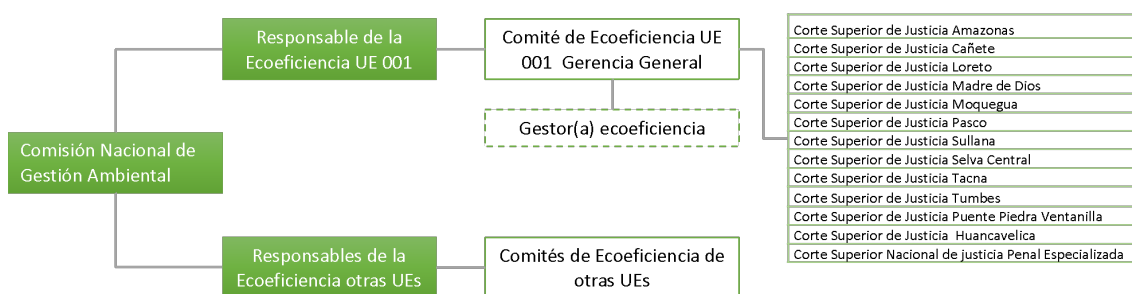 Comisión Nacional de
Gestión Ambiental
Responsable de la
Ecoeficiencia UE 001
Comité de Ecoeficiencia UE
001 Gerencia General
Gestor(a) ecoeficiencia
Corte Superior de Justicia Amazonas
Corte Superior de Justicia Cañete
Corte Superior de Justicia Loreto
Corte Superior de Justicia Madre de Dios
Corte Superior de Justicia Moquegua
Corte Superior de Justicia Pasco
Corte Superior de Justicia Sullana
Corte Superior de Justicia Selva Central
Corte Superior de Justicia Tacna
Corte Superior de Justicia Tumbes
Corte Superior de Justicia Puente Piedra Ventanilla
Corte Superior de Justicia Huancavelica
Corte Superior Nacional de justicia Penal Especializada
Responsables de la
Ecoeficiencia otras UEs
Comités de Ecoeficiencia de
otras UEs